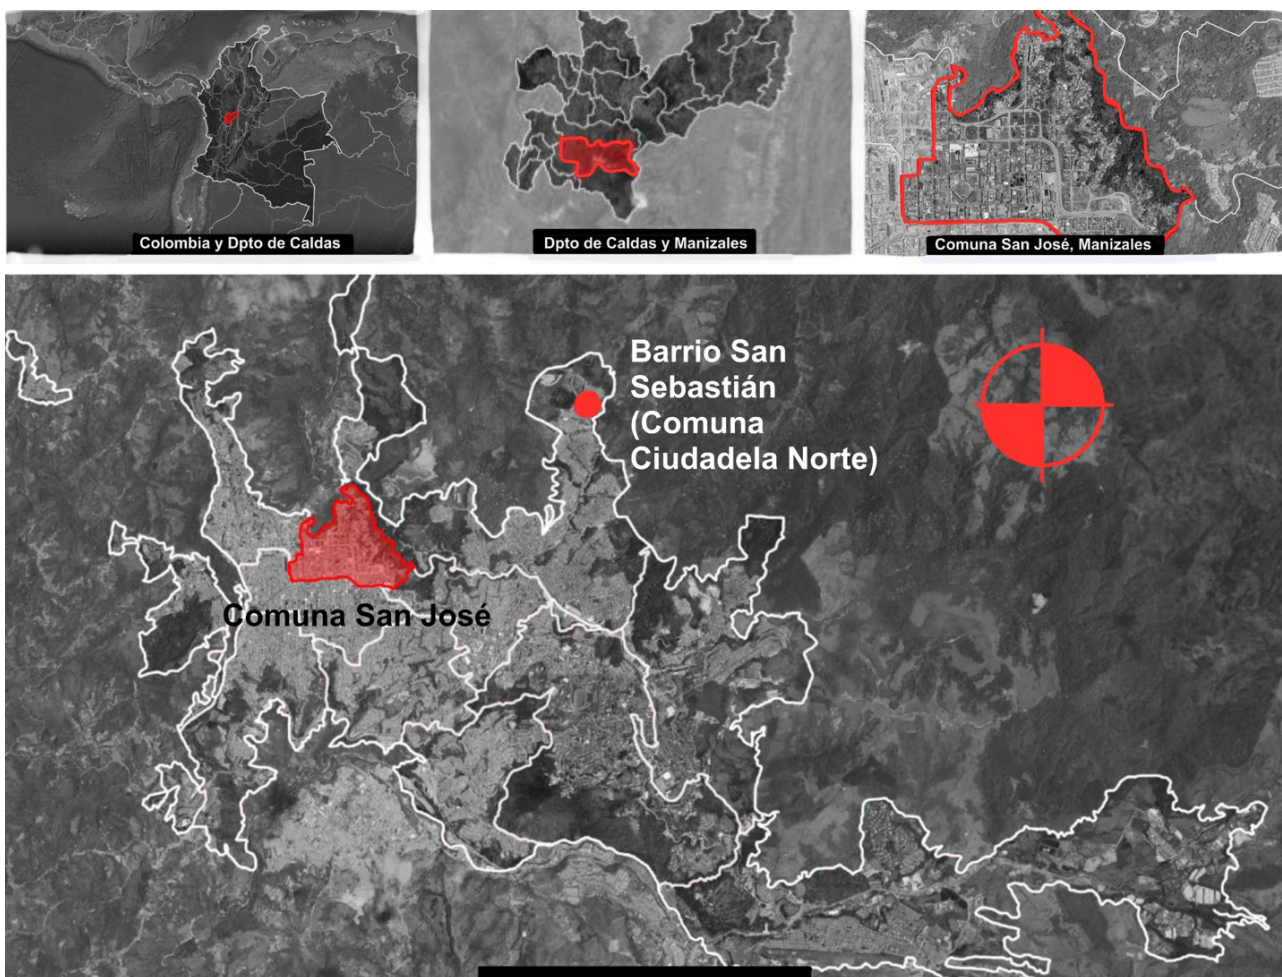 Colombia y Dpto de Caldas
Dpto de Caldas y Manizales
Comuna San José, Manizales
Barrio San
Sebastián
(Comuna
Ciudadela Norte)
Comuna San José